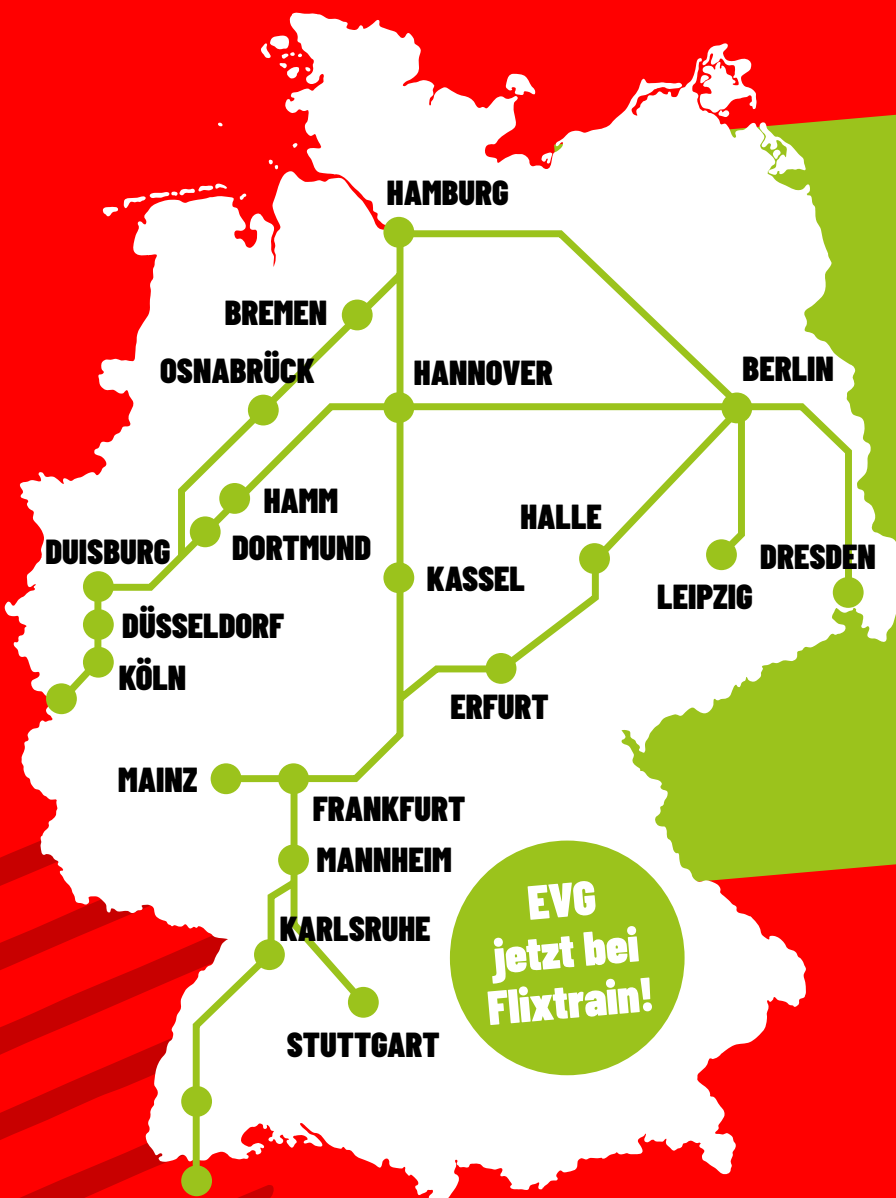 HAMBURG
BREMEN
OSNABRÜCK
HANNOVER
BERLIN
HAMM
HALLE
DUISBURG
DORTMUND
DRESDEN
KASSEL
LEIPZIG
DÜSSELDORF
KÖLN
ERFURT
MAINZ
FRANKFURT
MANNHEIM
EVG
jetzt bei
Flixtrain!
KARLSRUHE
STUTTGART